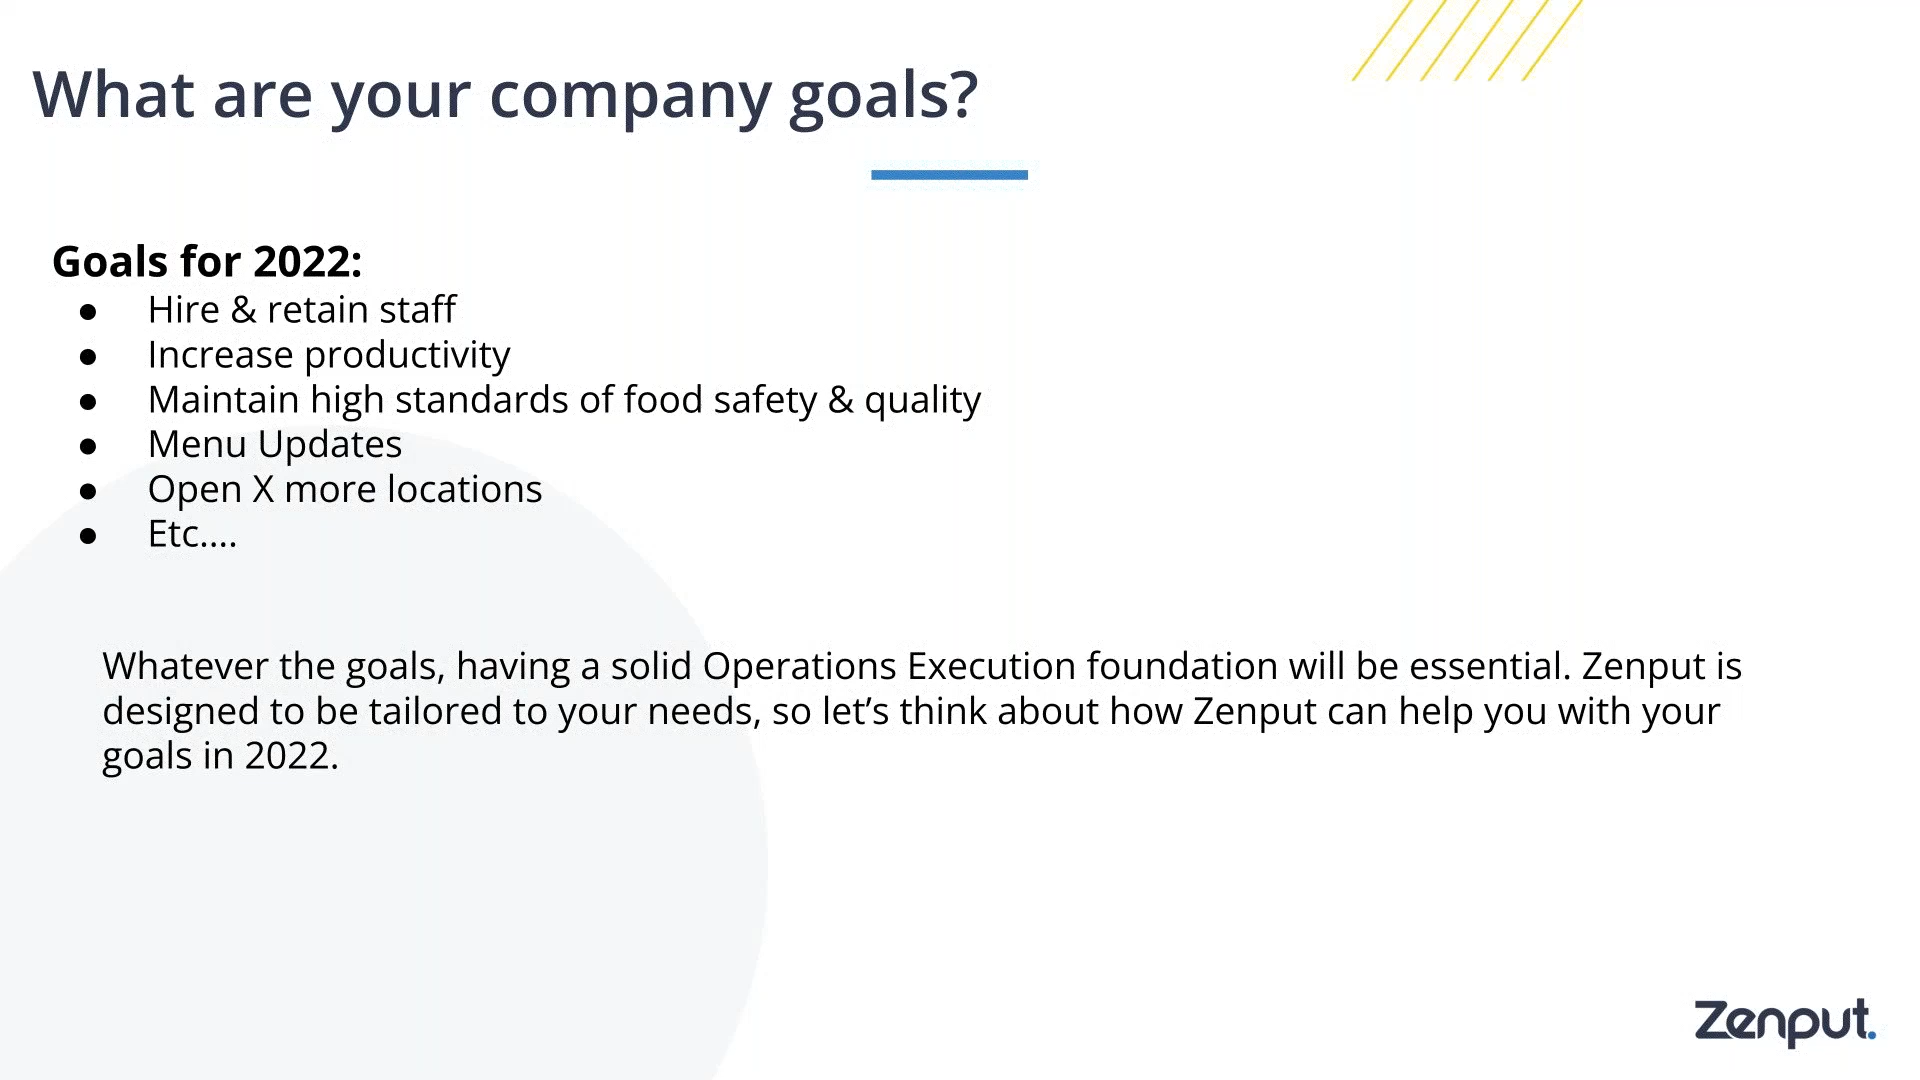 What are your company goals?
Goals for 2022:
● Hire & retain staff
● Increase productivity
● Maintain high standards of food safety & quality
● Menu Updates
● Open X more locations
● Etc....
Whatever the goals, having a solid Operations Execution foundation will be essential. Zenput is
designed to be tailored to your needs, so let’s think about how Zenput can help you with your
goals in 2022.
Zenput.